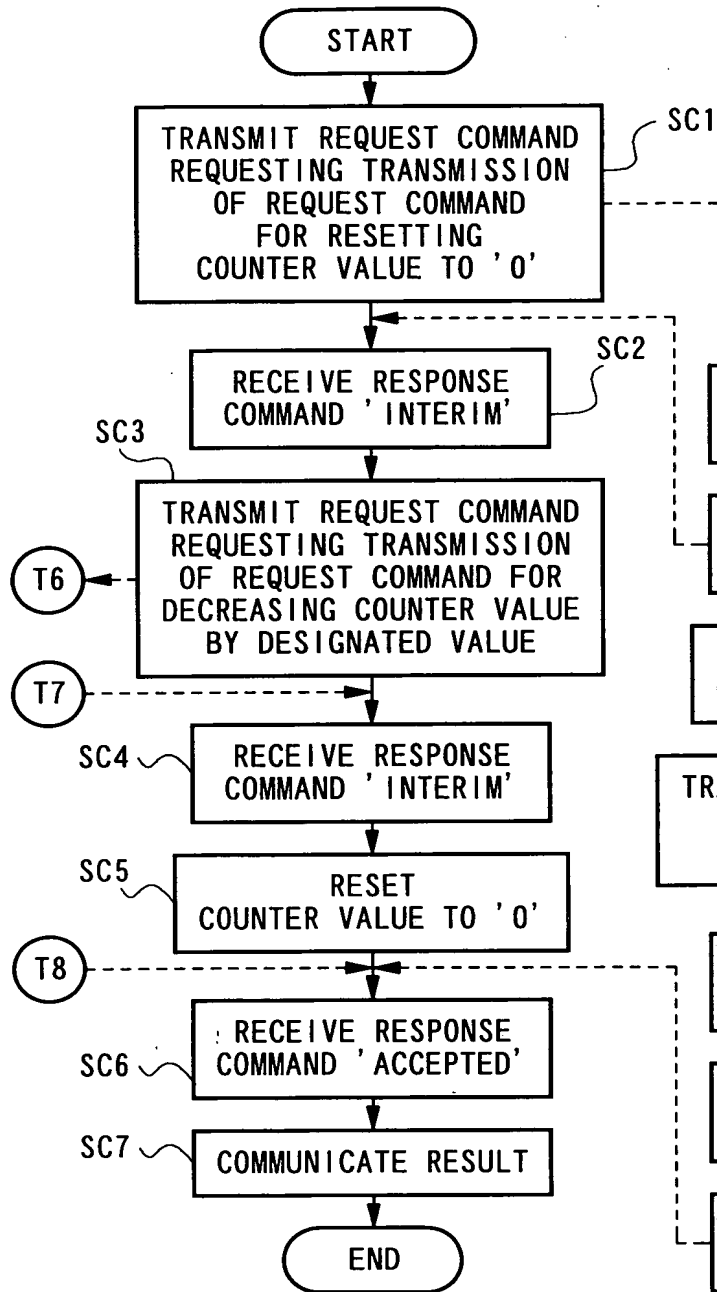 START
SC1
TRANSMIT REQUEST COMMAND
REQUESTING TRANSMISSION
OF REQUEST COMMAND
FOR RESETTING
COUNTER VALUE TO '0'
SC2
RECEIVE RESPONSE
COMMAND 'INTERIM'
SC3
TRANSMIT REQUEST COMMAND
REQUESTING TRANSMISSION
OF REQUEST COMMAND FOR
DECREASING COUNTER VALUE
BY DESIGNATED VALUE
T6
T7
SC4
RECEIVE RESPONSE
COMMAND 'INTERIM'
TR
SC5
RESET
COUNTER VALUE TO '0'
T8
RECEIVE RESPONSE
COMMAND 'ACCEPTED'
SC6
SC7
COMMUNICATE RESULT
END